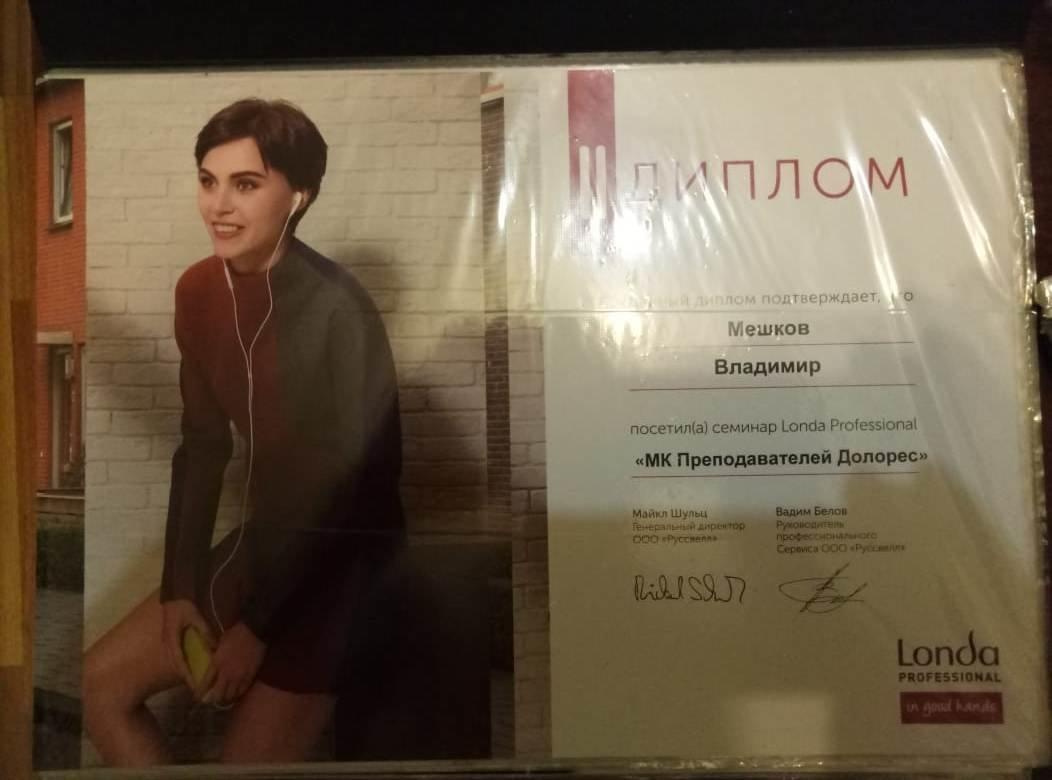 ДИПЛОМ
диплом подтверждает, что
Мешков
Владимир
посетил(а) семинар Londa Professional
«МК Преподавателей Долорес»
Майкл Шульц
Генеральный директор
ООО «Руссвелл»
Вадим Белов
Руководитель
профессионального
Сервиса ООО «Руссвелл»
Londa
PROFESSIONAL
in good hands